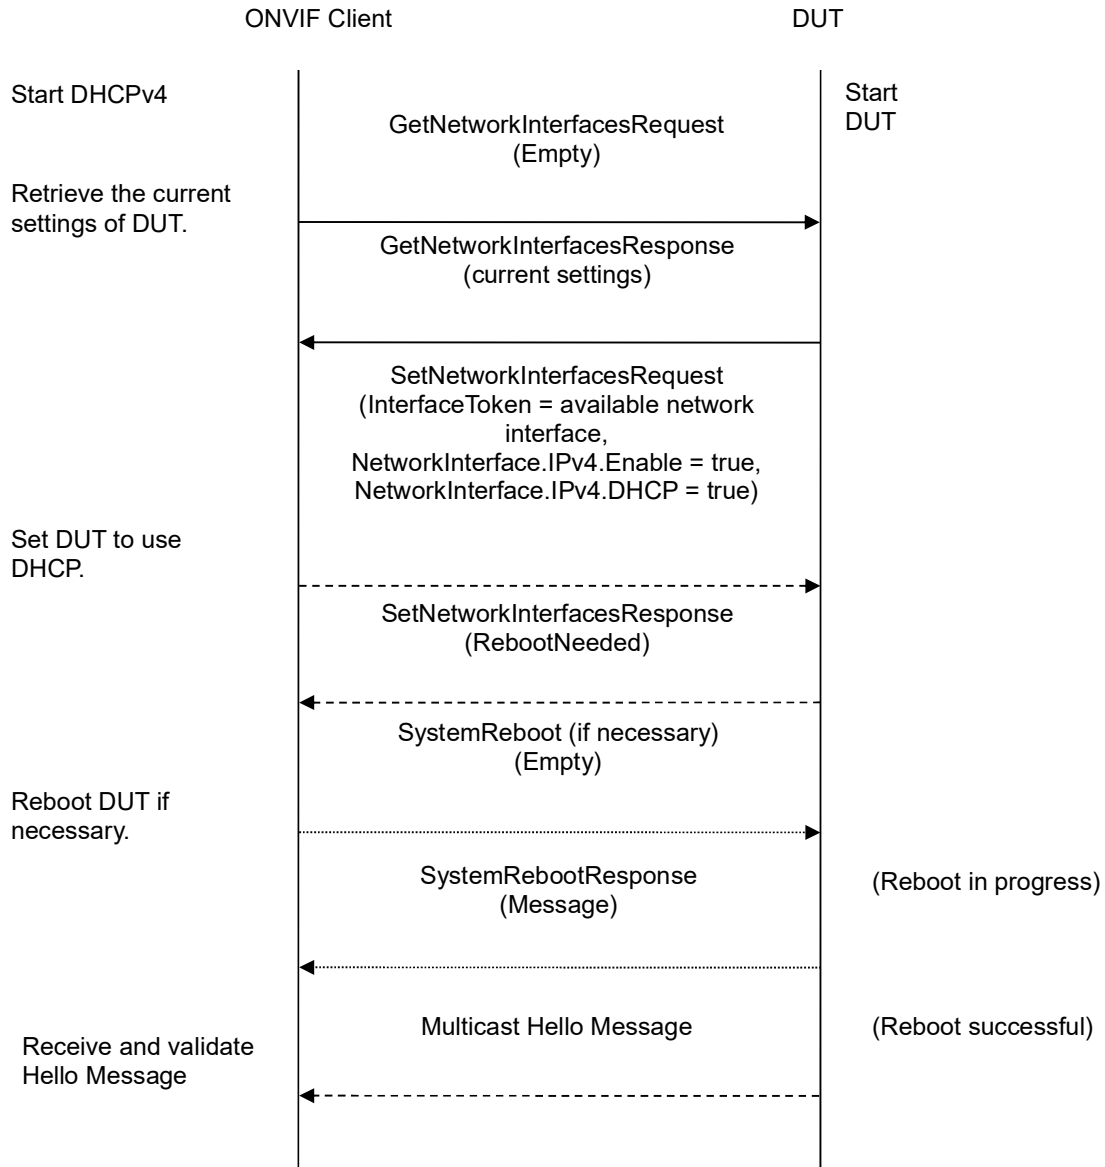 ONVIF Client
DUT
Start DHCPv4
Start
DUT
GetNetworkInterfacesRequest
(Empty)
Retrieve the current
settings of DUT.
GetNetworkInterfacesResponse
(current settings)
SetNetworkInterfacesRequest
(InterfaceToken = available network
interface,
NetworkInterface.IPv4.Enable = true,
NetworkInterface.IPv4.DHCP = true)
Set DUT to use
DHCP.
SetNetworkInterfacesResponse
(RebootNeeded)
SystemReboot (if necessary)
(Empty)
Reboot DUT if
necessary.
SystemRebootResponse
(Message)
(Reboot in progress)
Multicast Hello Message
(Reboot successful)
Receive and validate
Hello Message